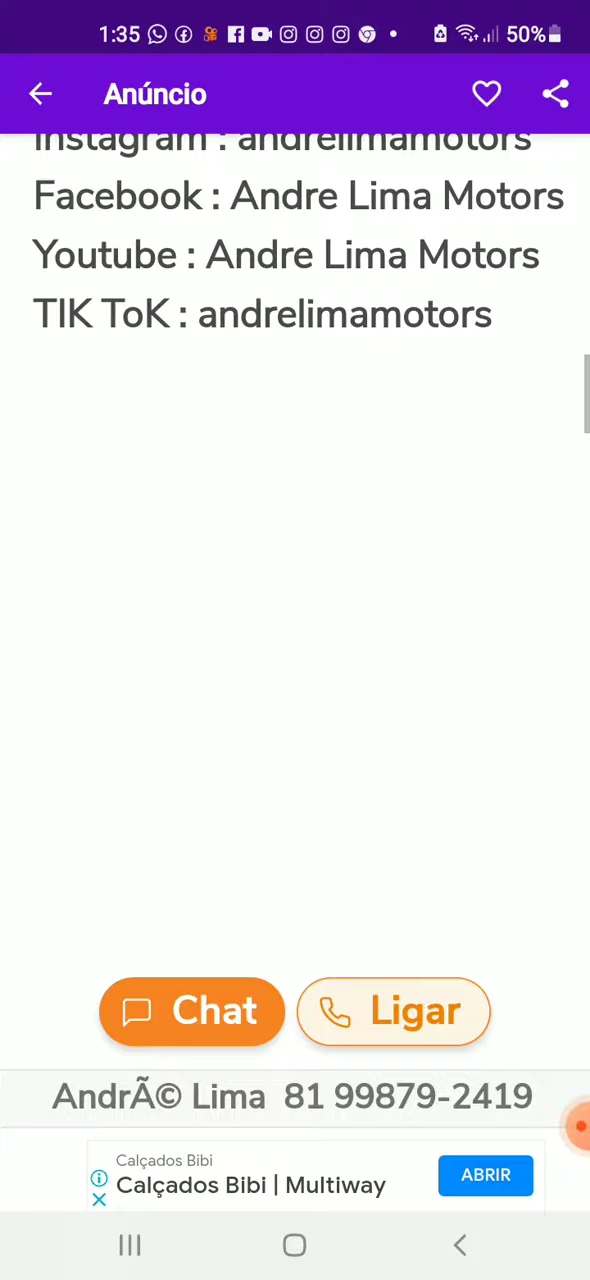 1:35 50%
Anúncio
Instagram : andrelimamotors
Facebook : Andre Lima Motors
Youtube : Andre Lima Motors
TIK ToK : andrelimamotors
Chat Ligar
AndrÃ© Lima 81 99879-2419
Calçados Bibi
Calçados Bibi | Multiway
ABRIR